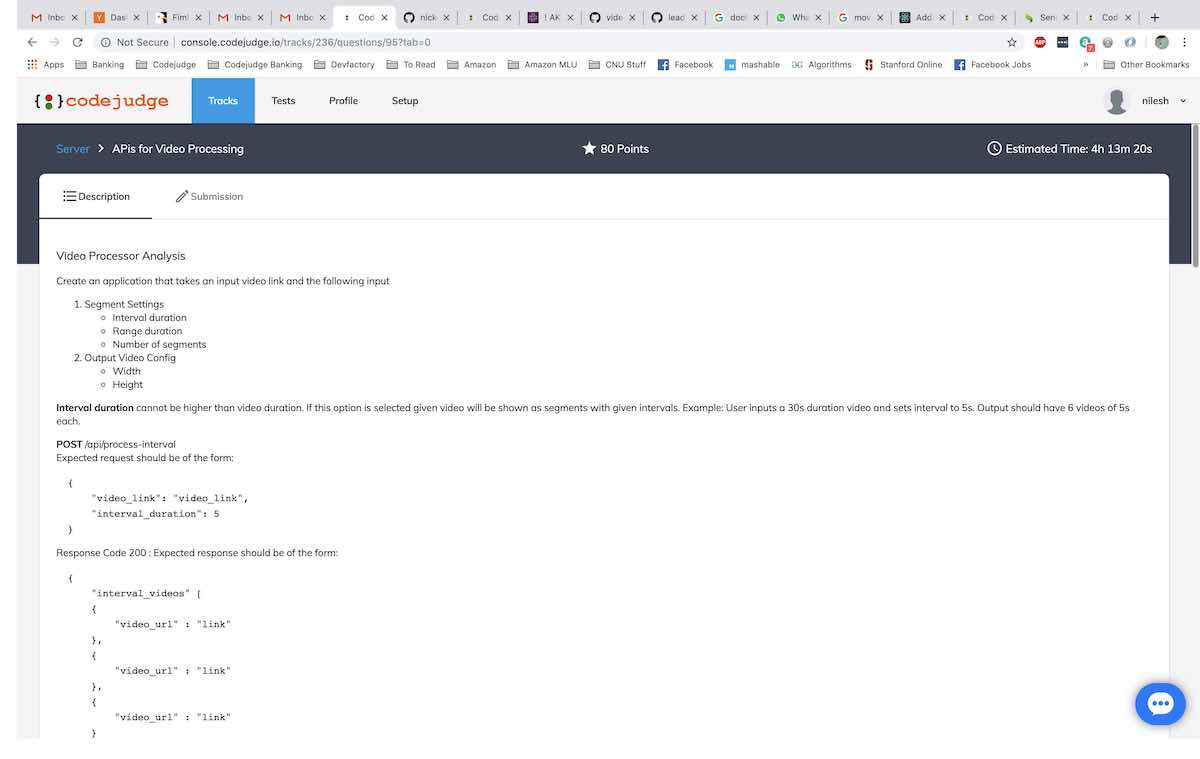 Inbo Dasl Fiml Inbo Inbo Cod nick Cod ! AK vide lead G doc Wha G mov Add Cod Sen Cod
Not Secure | console.codejudge.io/tracks/236/questions/95?tab=0 ABP 7
Apps Banking Codejudge Codejudge Banking Devfactory To Read Amazon Amazon MLU CNU Stuff Facebook mashable Algorithms Stanford Online Facebook Jobs » Other Bookmarks
{:}codejudge Tracks Tests Profile Setup nilesh
Server > APIs for Video Processing 80 Points Estimated Time: 4h 13m 20s
Description Submission
Video Processor Analysis
Create an application that takes an input video link and the following input
1. Segment Settings
Interval duration
Range duration
Number of segments
2. Output Video Config
Width
Height
Interval duration cannot be higher than video duration. If this option is selected given video will be shown as segments with given intervals. Example: User inputs a 30s duration video and sets interval to 5s. Output should have 6 videos of 5s
each.
POST /api/process-interval
Expected request should be of the form:
{
"video_link": "video_link",
"interval_duration": 5
}
Response Code 200 : Expected response should be of the form:
{
"interval_videos" [
{
"video_url" : "link"
},
{
"video_url" : "link"
},
{
"video_url" : "link"
}